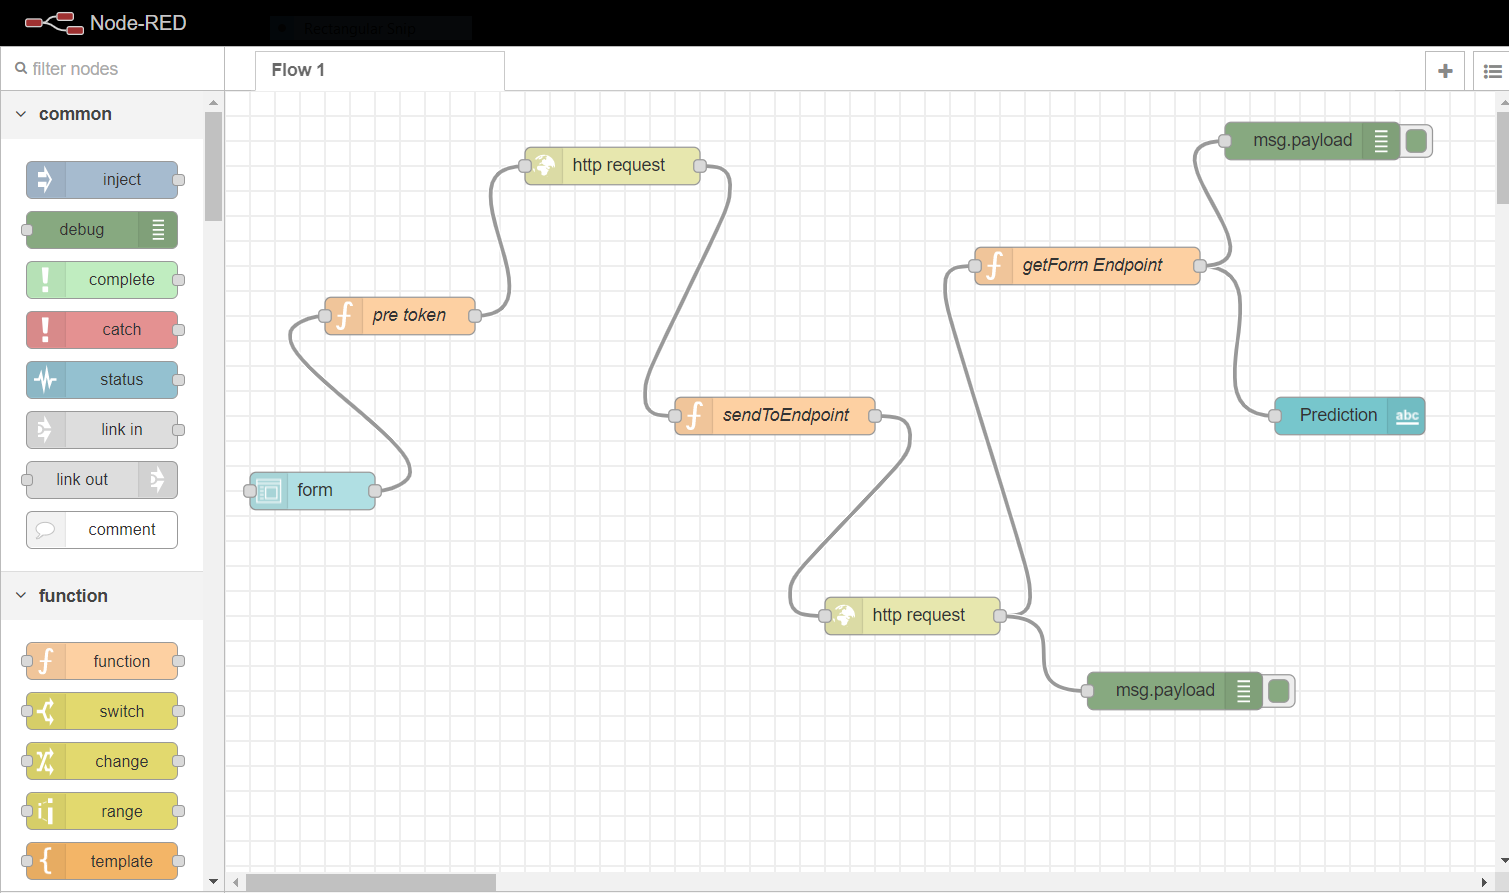 Node-RED
Rectangular Snip
filter nodes
Flow 1
common
inject
debug
complete
catch
status
link in
link out
comment
function
function
switch
change
range
template
http request
pre token
form
sendToEndpoint
http request
getForm Endpoint
msg.payload
Prediction
abc
msg.payload